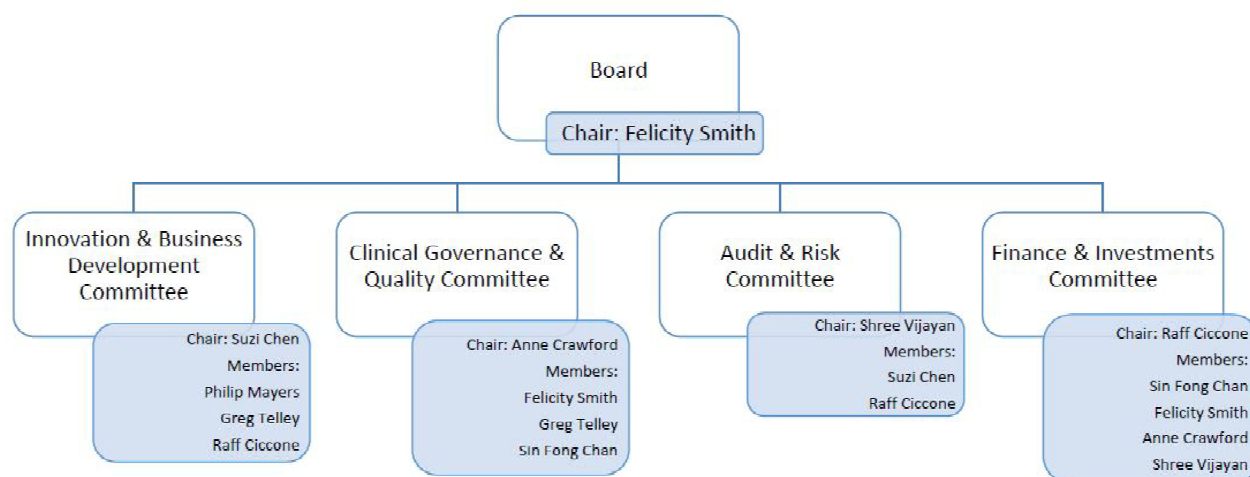 Board
Chair: Felicity Smith
Innovation & Business
Development
Committee
Chair: Suzi Chen
Members:
Philip Mayers
Greg Telley
Raff Ciccone
Clinical Governance &
Quality Committee
Chair: Anne Crawford
Members:
Felicity Smith
Greg Telley
Sin Fong Chan
Audit & Risk
Committee
Chair: Shree Vijayan
Members:
Suzi Chen
Raff Ciccone
Finance & Investments
Committee
Chair: Raff Ciccone
Members:
Sin Fong Chan
Felicity Smith
Anne Crawford
Shree Vijayan